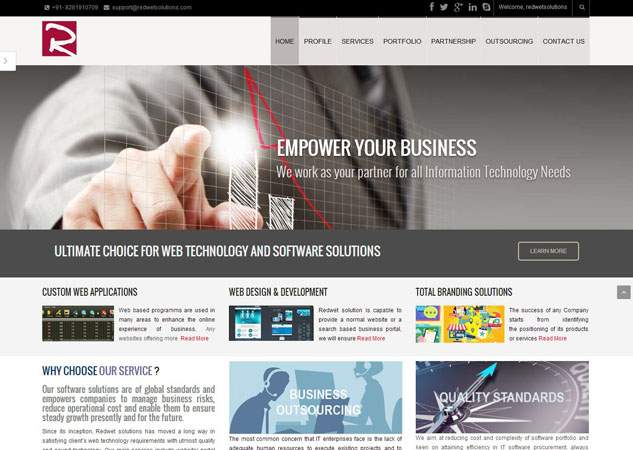 +91- 8281910709 support@redwetsolutions.com
Welcome, redwetsolutions
R
HOME PROFILE SERVICES PORTFOLIO PARTNERSHIP OUTSOURCING CONTACT US
EMPOWER YOUR BUSINESS
We work as your partner for all Information Technology Needs
ULTIMATE CHOICE FOR WEB TECHNOLOGY AND SOFTWARE SOLUTIONS
LEARN MORE
CUSTOM WEB APPLICATIONS
Web based programms are used in
many areas to enhance the online
experience of business. Any
websites offering more Read More
WEB DESIGN & DEVELOPMENT
Redwet solution is capable to
provide a normal website or a
search based business portal,
we will ensure Read More
TOTAL BRANDING SOLUTIONS
The success of any Company
starts from identifying
the positioning of its products
or services Read More
WHY CHOOSE OUR SERVICE ?
Our software solutions are of global standards and
empowers companies to manage business risks,
reduce operational cost and enable them to ensure
steady growth presently and for the future.
Since its inception, Redwet solutions has moved a long way in
satisfying client's web technology requirements with utmost quality
BUSINESS
OUTSOURCING
The most common concern that IT enterprises face is the lack of
adequate human resources to execute existing projects and to
QUALITY STANDARDS
We aim at reducing cost and complexity of software portfolio and
keen on attaining efficiency in IT software procurement, always